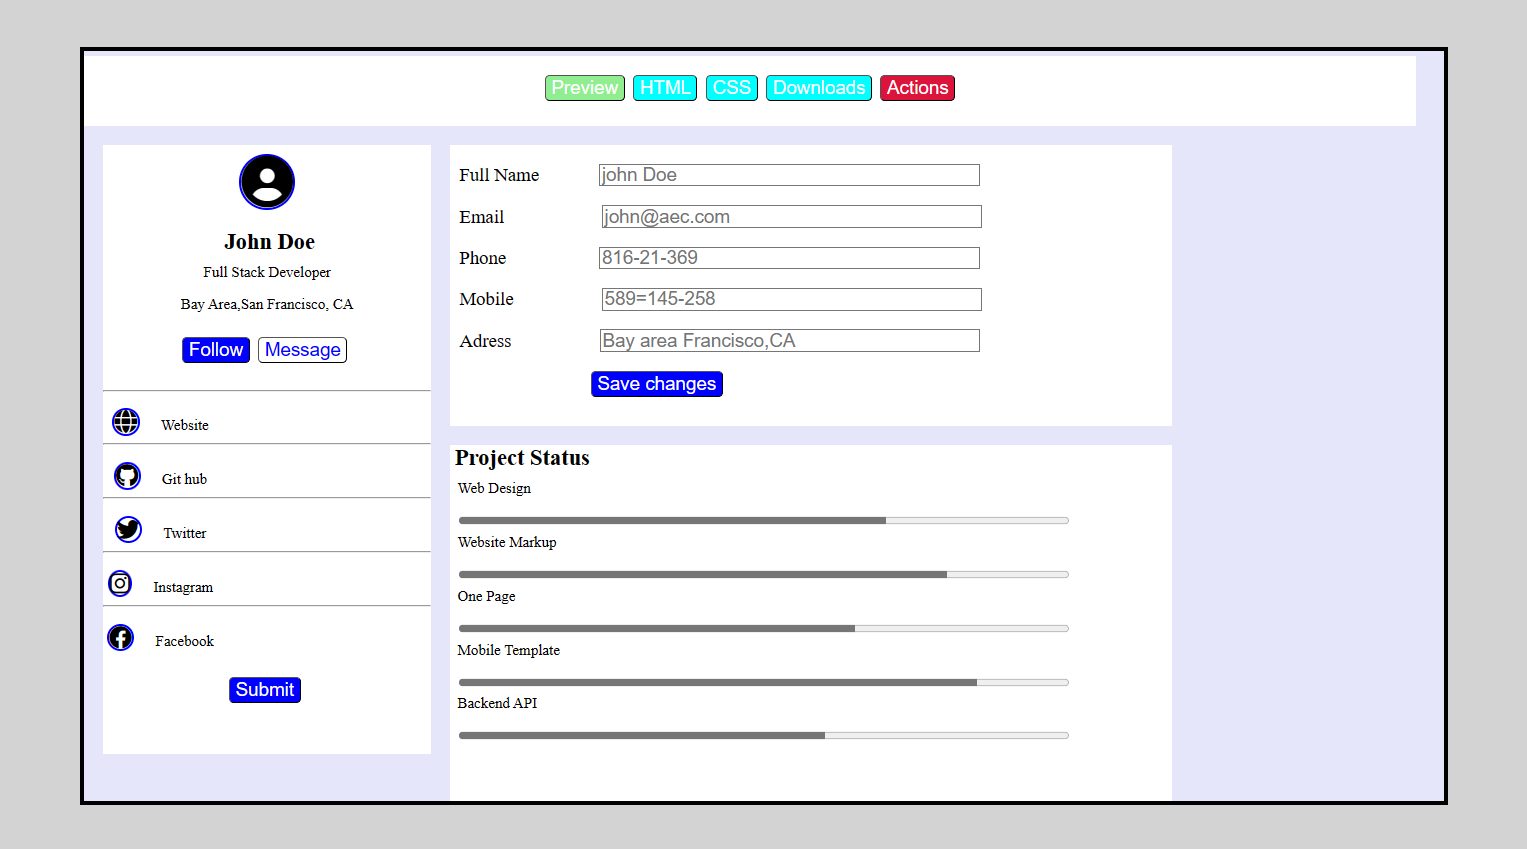 Preview HTML CSS Downloads Actions
John Doe
Full Stack Developer
Bay Area,San Francisco, CA
Follow Message
Website
Git hub
Twitter
Instagram
Facebook
Submit
Full Name john Doe
Email john@aec.com
Phone 816-21-369
Mobile 589=145-258
Adress Bay area Francisco,CA
Save changes
Project Status
Web Design
Website Markup
One Page
Mobile Template
Backend API